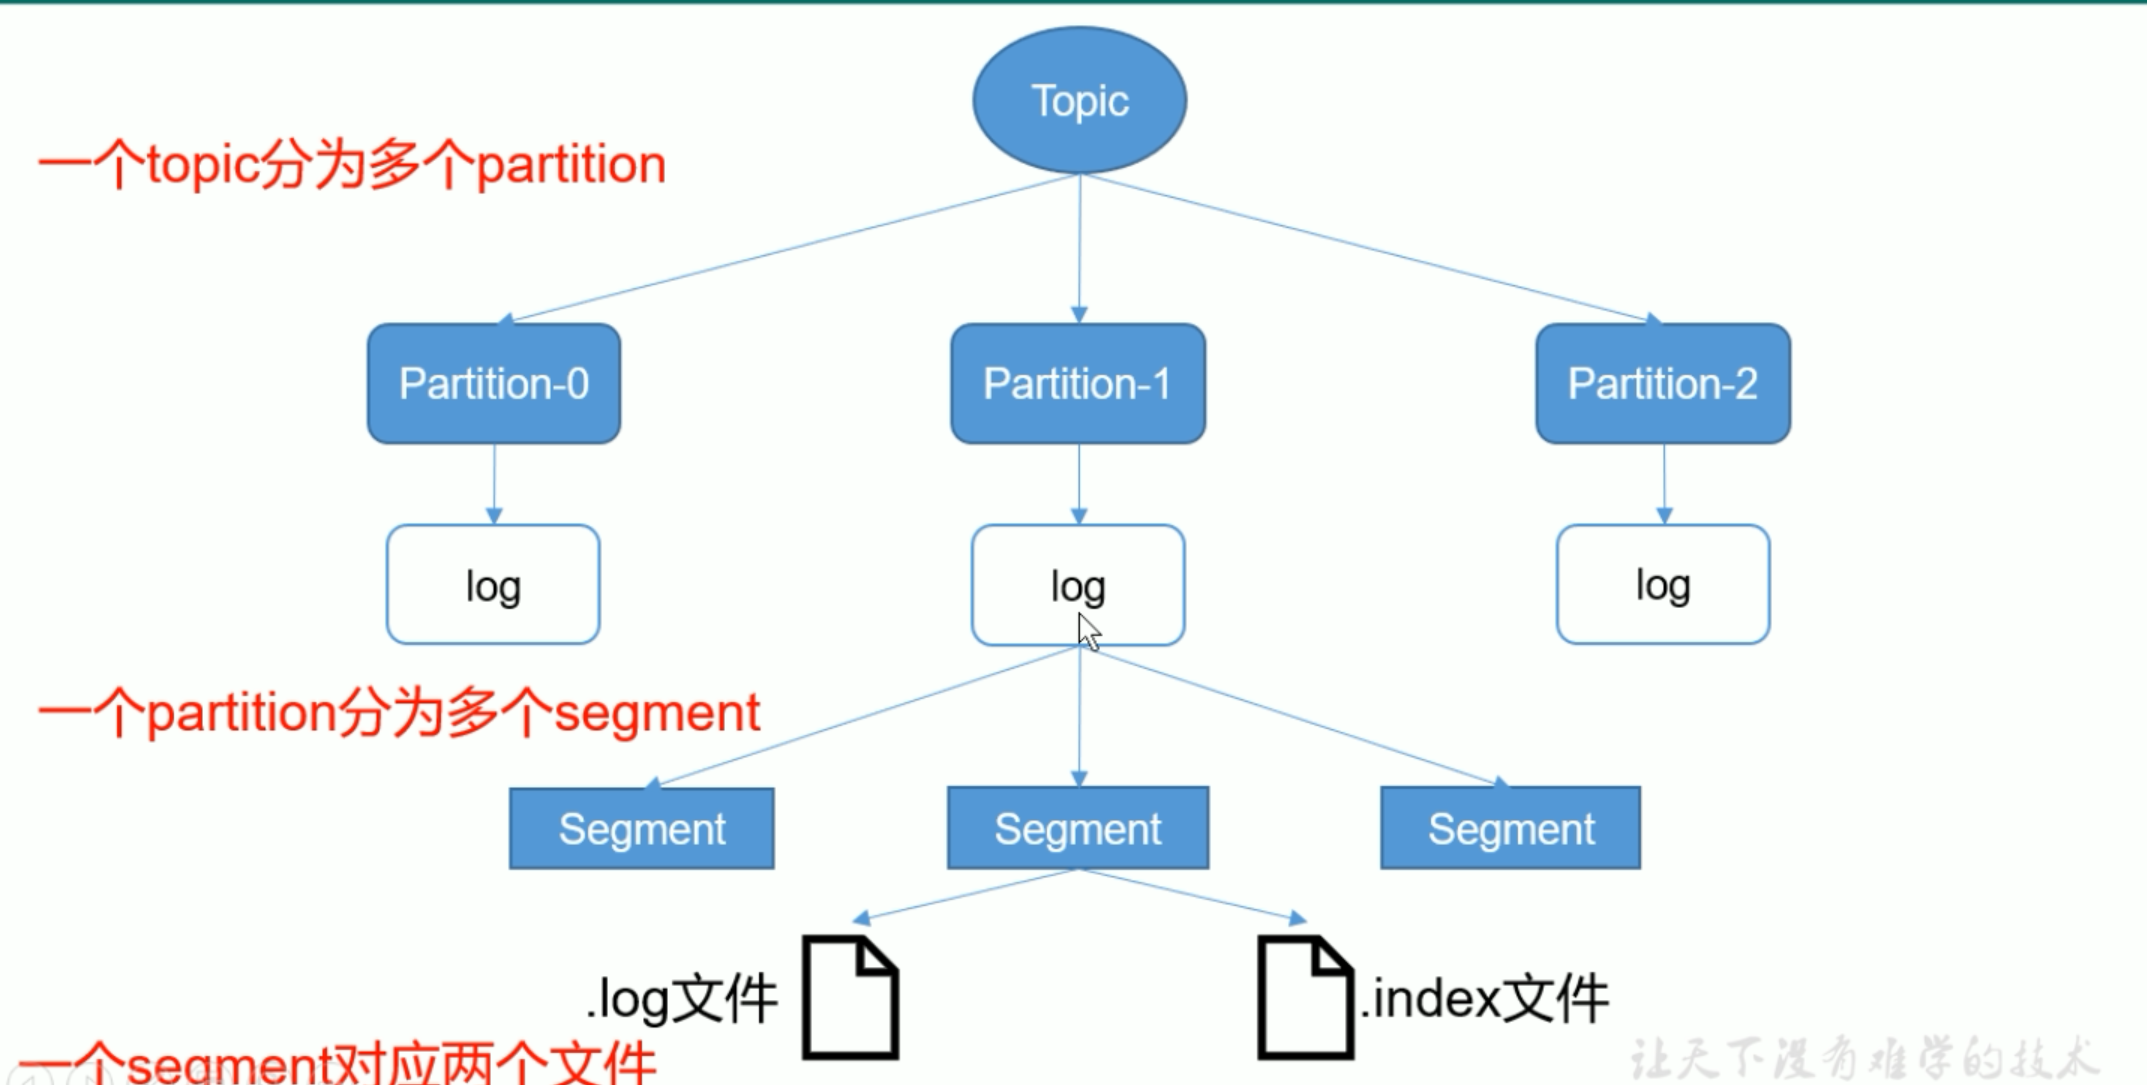 Topic
一个topic分为多个partition
Partition-0
Partition-1
Partition-2
log
log
log
一个partition分为多个segment
Segment
Segment
Segment
.log文件
.index文件
一个segment对应两个文件
让天下没有难学的技术